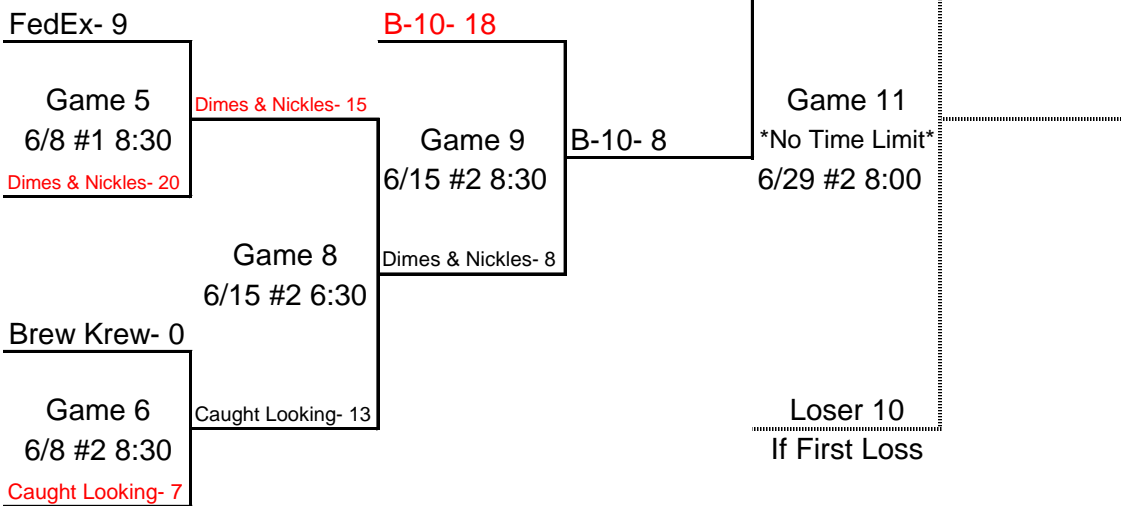 FedEx- 9
Game 5
6/8 #1 8:30
Dimes & Nickles- 20
Dimes & Nickles- 15
Game 8
6/15 #2 6:30
Brew Krew- 0
Game 6
6/8 #2 8:30
Caught Looking- 7
Caught Looking- 13
B-10- 18
Game 9
6/15 #2 8:30
Dimes & Nickles- 8
B-10- 8
Game 11
*No Time Limit*
6/29 #2 8:00
Loser 10
If First Loss